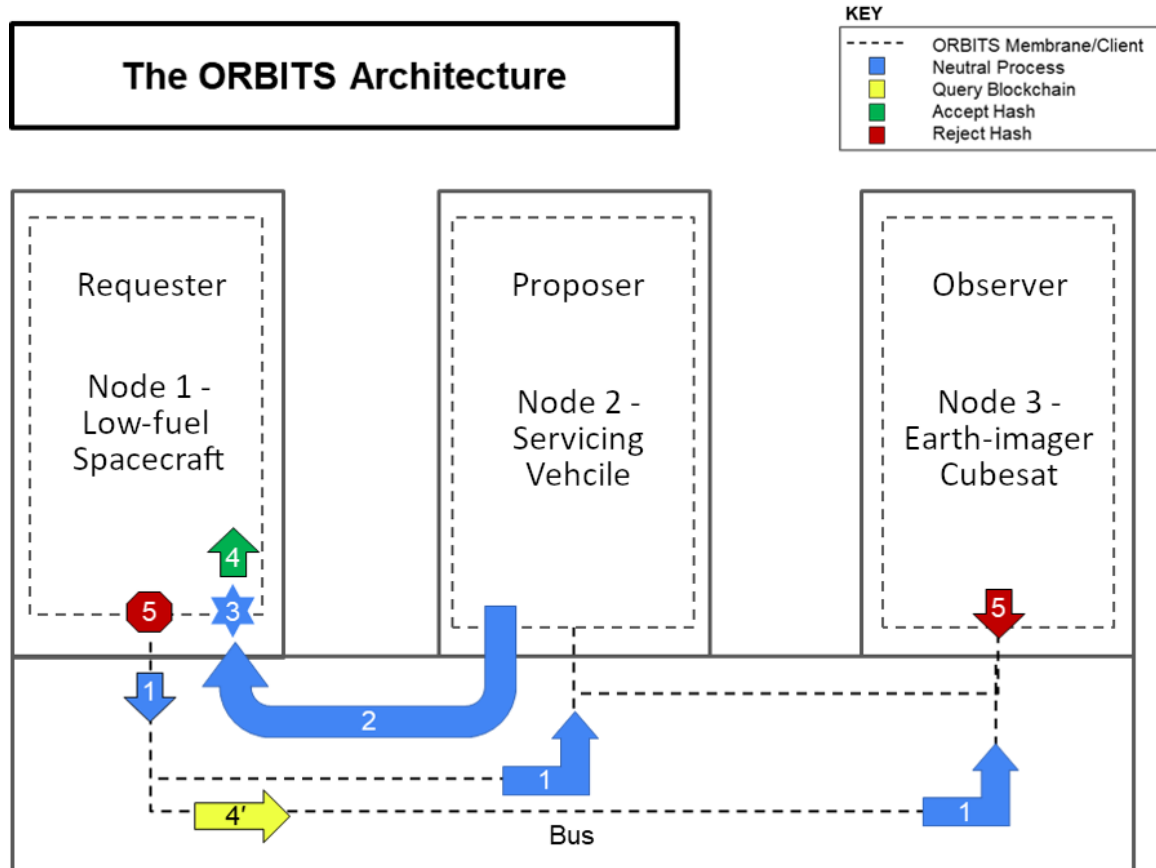 The ORBITS Architecture
KEY
ORBITS Membrane/Client
Neutral Process
Query Blockchain
Accept Hash
Reject Hash
Requester
Node 1 -
Low-fuel
Spacecraft
Proposer
Node 2 -
Servicing
Vehcile
Observer
Node 3 -
Earth-imager
Cubesat
4
5
3
5
1
2
1
1
4′
Bus